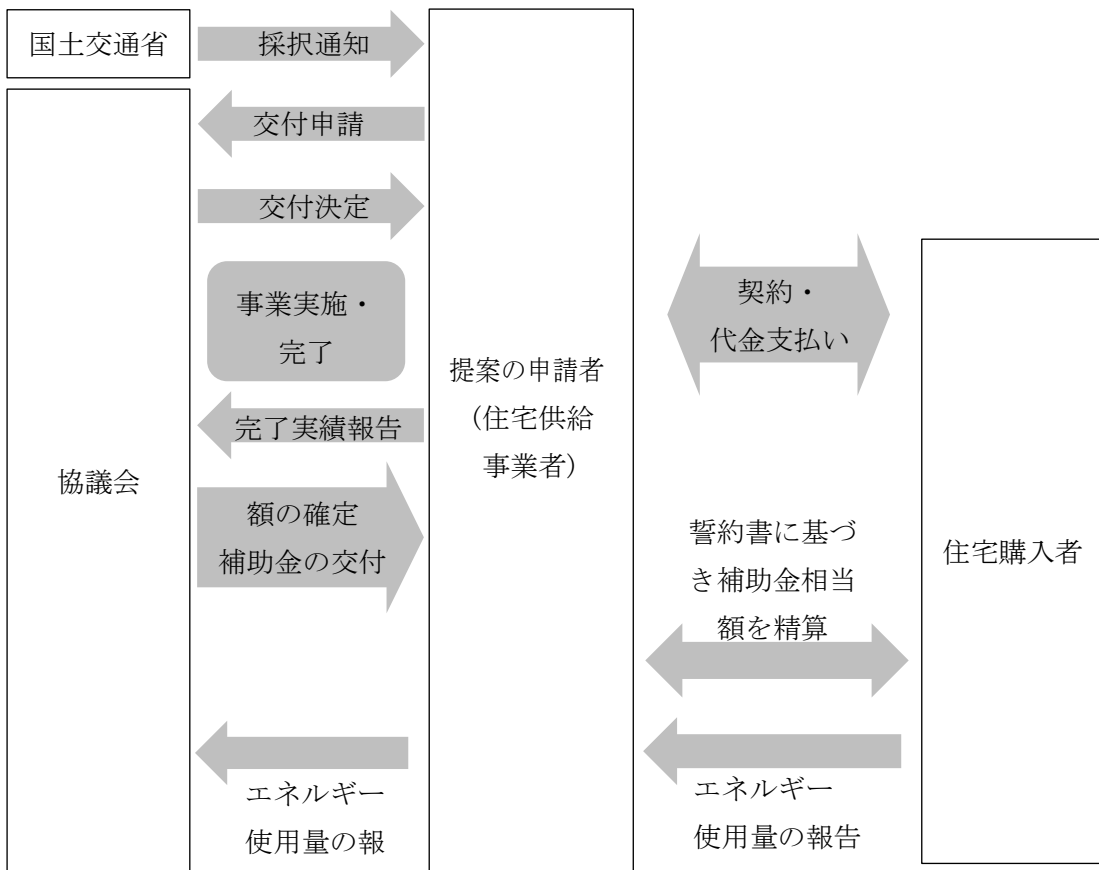 国土交通省
採択通知
交付申請
交付決定
事業実施・
完了
完了実績報告
額の確定
補助金の交付
エネルギー
使用量の報
協議会
提案の申請者
(住宅供給
事業者)
契約・
代金支払い
誓約書に基づ
き補助金相当
額を精算
エネルギー
使用量の報告
住宅購入者